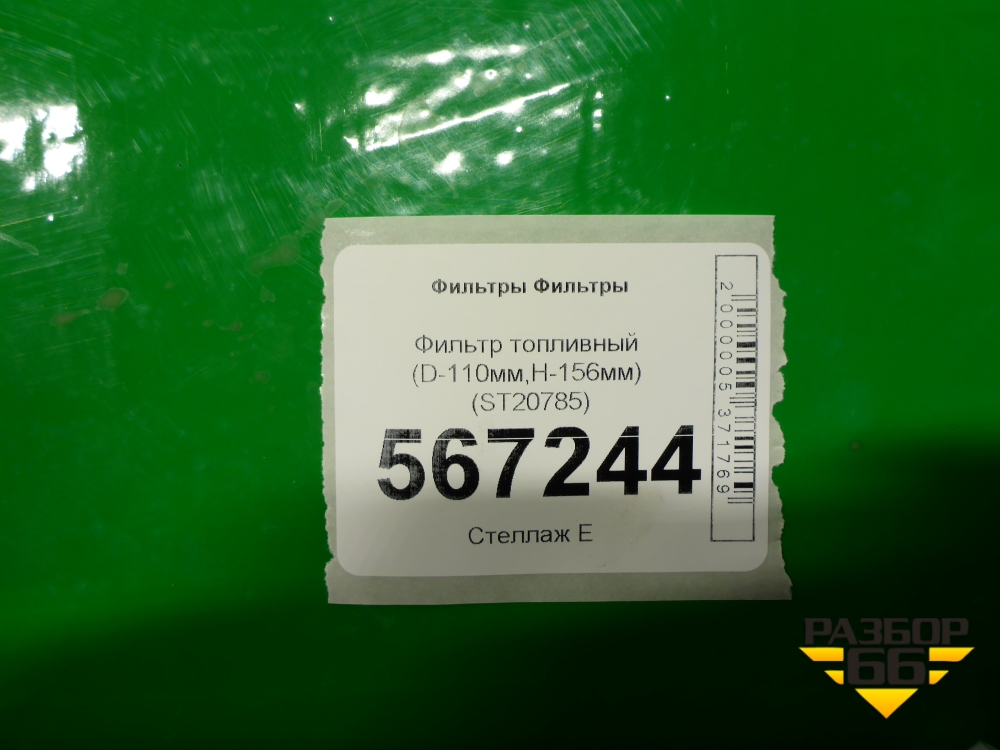 Фильтры Фильтры
Фильтр топливный
(D-110мм,H-156мм)
(ST20785)
567244
Стеллаж Е
2000005371769
РАЗБОР
66